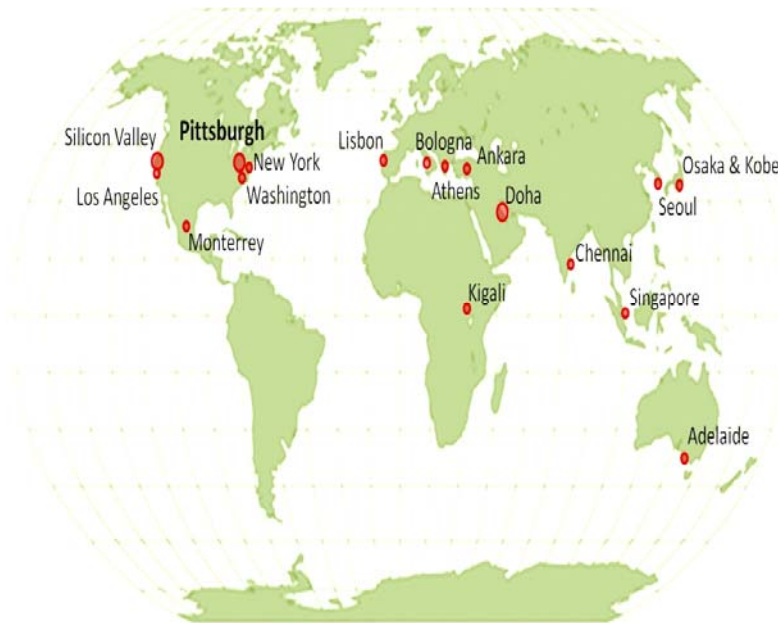 Silicon Valley
Pittsburgh
Lisbon
Bologna
New York
Ankara
Osaka & Kobe
Los Angeles
Washington
Athens
Doha
Seoul
Monterrey
Chennai
Kigali
Singapore
Adelaide